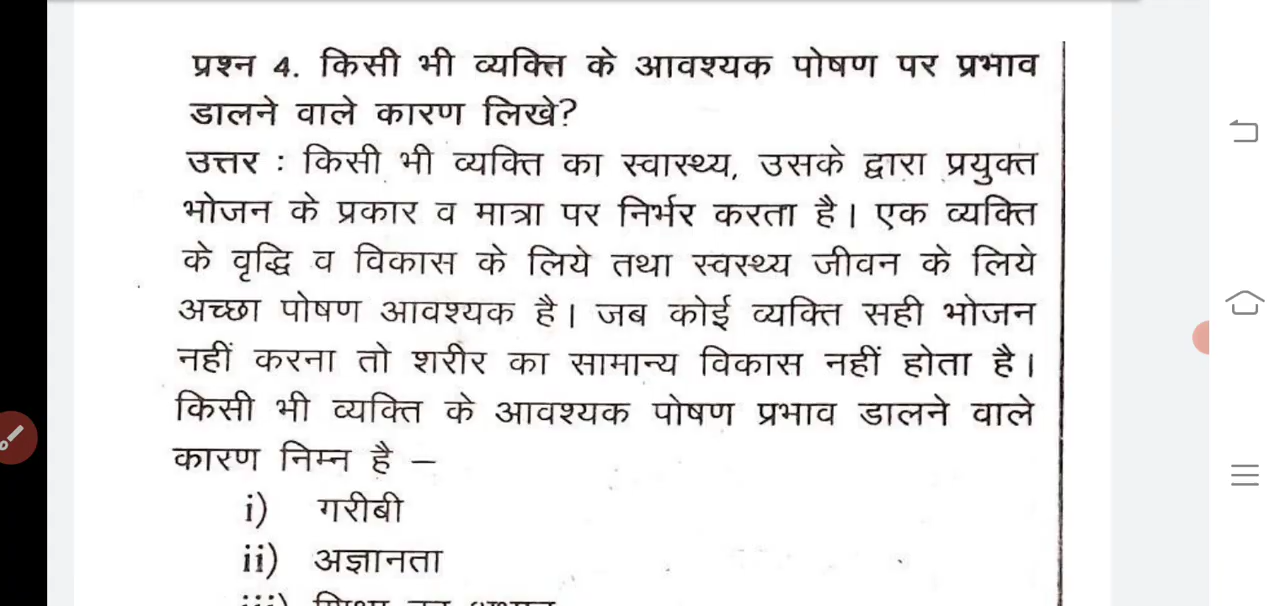 प्रश्न 4. किसी भी व्यक्ति के आवश्यक पोषण पर प्रभाव
डालने वाले कारण लिखे?
उत्तर : किसी भी व्यक्ति का स्वास्थ्य, उसके द्वारा प्रयुक्त
भोजन के प्रकार व मात्रा पर निर्भर करता है। एक व्यक्ति
के वृद्धि व विकास के लिये तथा स्वस्थ्य जीवन के लिये
अच्छा पोषण आवश्यक है। जब कोई व्यक्ति सही भोजन
नहीं करना तो शरीर का सामान्य विकास नहीं होता है।
किसी भी व्यक्ति के आवश्यक पोषण प्रभाव डालने वाले
कारण निम्न है –
i) गरीबी
ii) अज्ञानता
iii)